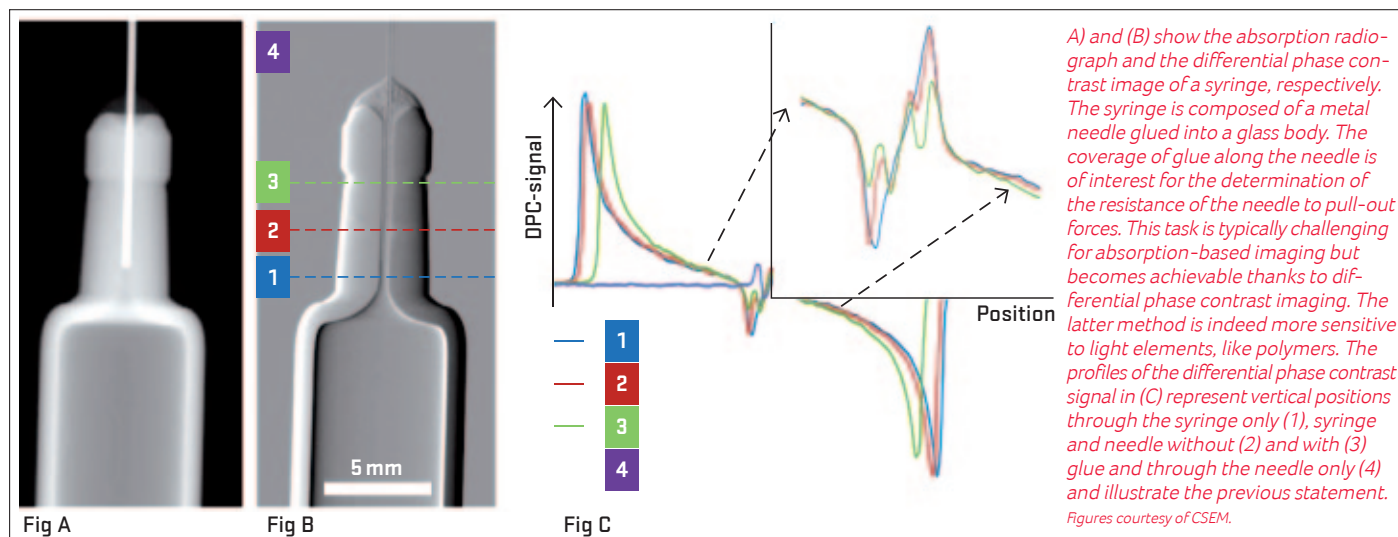 4
3
2
1
5 mm
Fig A
Fig B
DPC-signal
Position
1
2
3
4
Fig C
A) and (B) show the absorption radio-
graph and the differential phase con-
trast image of a syringe, respectively.
The syringe is composed of a metal
needle glued into a glass body. The
coverage of glue along the needle is
of interest for the determination of
the resistance of the needle to pull-out
forces. This task is typically challenging
for absorption-based imaging but
becomes achievable thanks to dif-
ferential phase contrast imaging. The
latter method is indeed more sensitive
to light elements, like polymers. The
profiles of the differential phase contrast
signal in (C) represent vertical positions
through the syringe only (1), syringe
and needle without (2) and with (3)
glue and through the needle only (4)
and illustrate the previous statement.
Figures courtesy of CSEM.